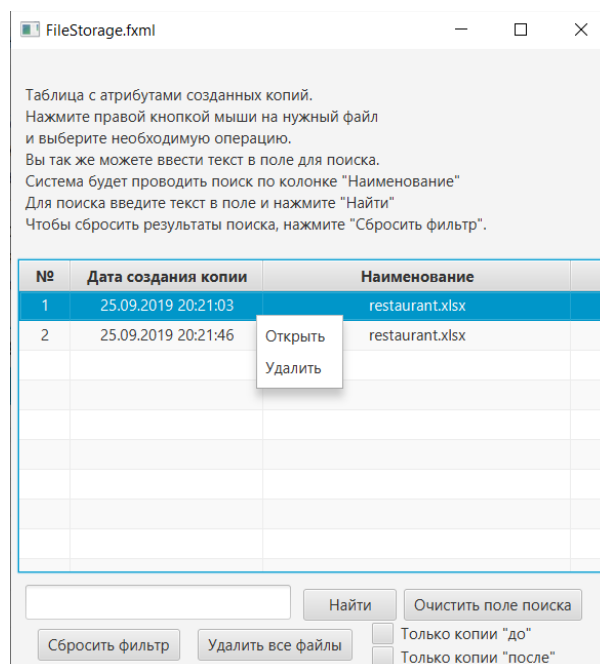 FileStorage.fxml
Таблица с атрибутами созданных копий.
Нажмите правой кнопкой мыши на нужный файл
и выберите необходимую операцию.
Вы так же можете ввести текст в поле для поиска.
Система будет проводить поиск по колонке "Наименование"
Для поиска введите текст в поле и нажмите "Найти"
Чтобы сбросить результаты поиска, нажмите "Сбросить фильтр".
№ Дата создания копии Наименование
1 25.09.2019 20:21:03 restaurant.xlsx
2 25.09.2019 20:21:46 restaurant.xlsx
Открыть
Удалить
Найти Очистить поле поиска
Сбросить фильтр Удалить все файлы
Только копии "до"
Только копии "после"